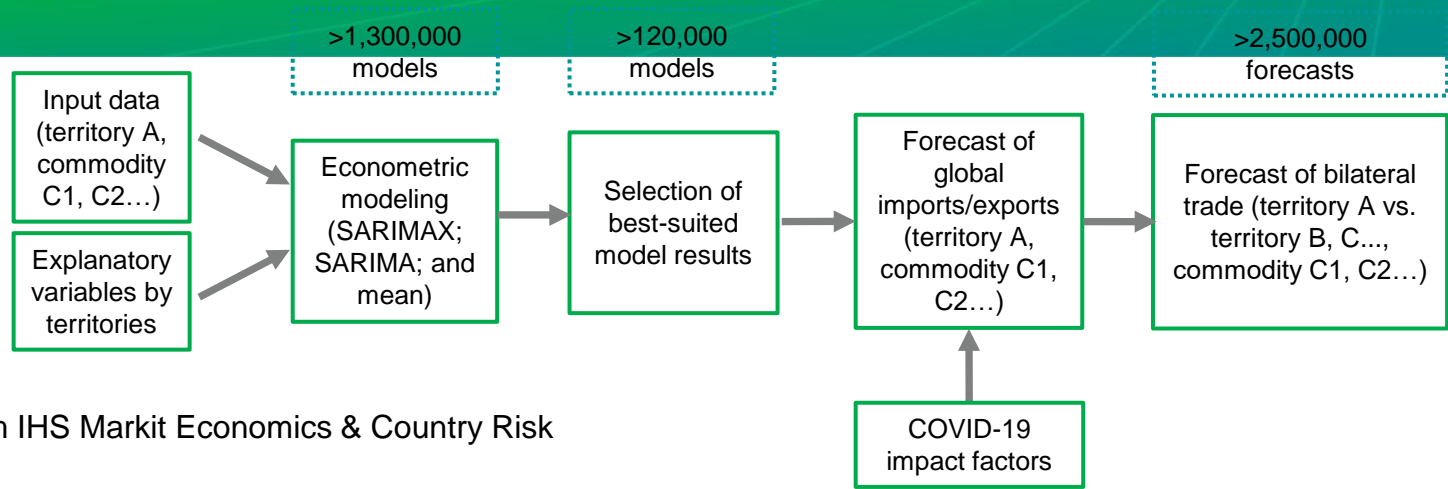 >1,300,000
models
>120,000
models
>2,500,000
forecasts
Input data
(territory A,
commodity
C1, C2…)
Explanatory
variables by
territories
Econometric
modeling
(SARIMAX;
SARIMA; and
mean)
Selection of
best-suited
model results
Forecast of
global
imports/exports
(territory A,
commodity C1,
C2…)
Forecast of bilateral
trade (territory A vs.
territory B, C...,
commodity C1, C2…)
COVID-19
impact factors
IHS Markit Economics & Country Risk